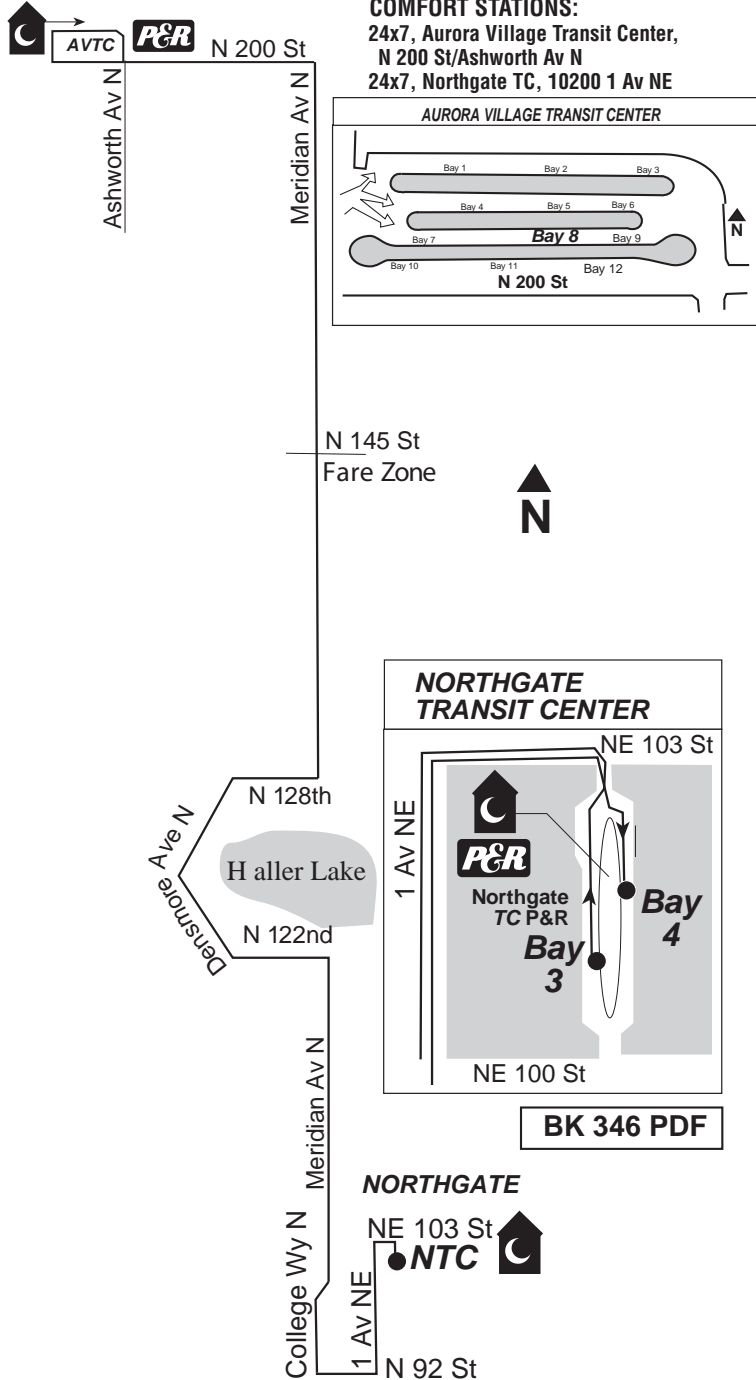 COMFORT STATIONS:
24x7, Aurora Village Transit Center,
N 200 St/Ashworth Av N
24x7, Northgate TC, 10200 1 Av NE
AVTC
P&R
N 200 St
Ashworth Av N
Meridian Av N
AURORA VILLAGE TRANSIT CENTER
Bay 1
Bay 2
Bay 3
Bay 4
Bay 5
Bay 6
Bay 7
Bay 8
Bay 9
Bay 10
Bay 11
Bay 12
N 200 St
N
N 145 St
Fare Zone
N
NORTHGATE
TRANSIT CENTER
NE 103 St
1 Av NE
P&R
Northgate
TC P&R
Bay
3
Bay
4
NE 100 St
N 128th
Densmore Ave N
H aller Lake
N 122nd
Meridian Av N
BK 346 PDF
NORTHGATE
NE 103 St
NTC
College Wy N
1 Av NE
N 92 St